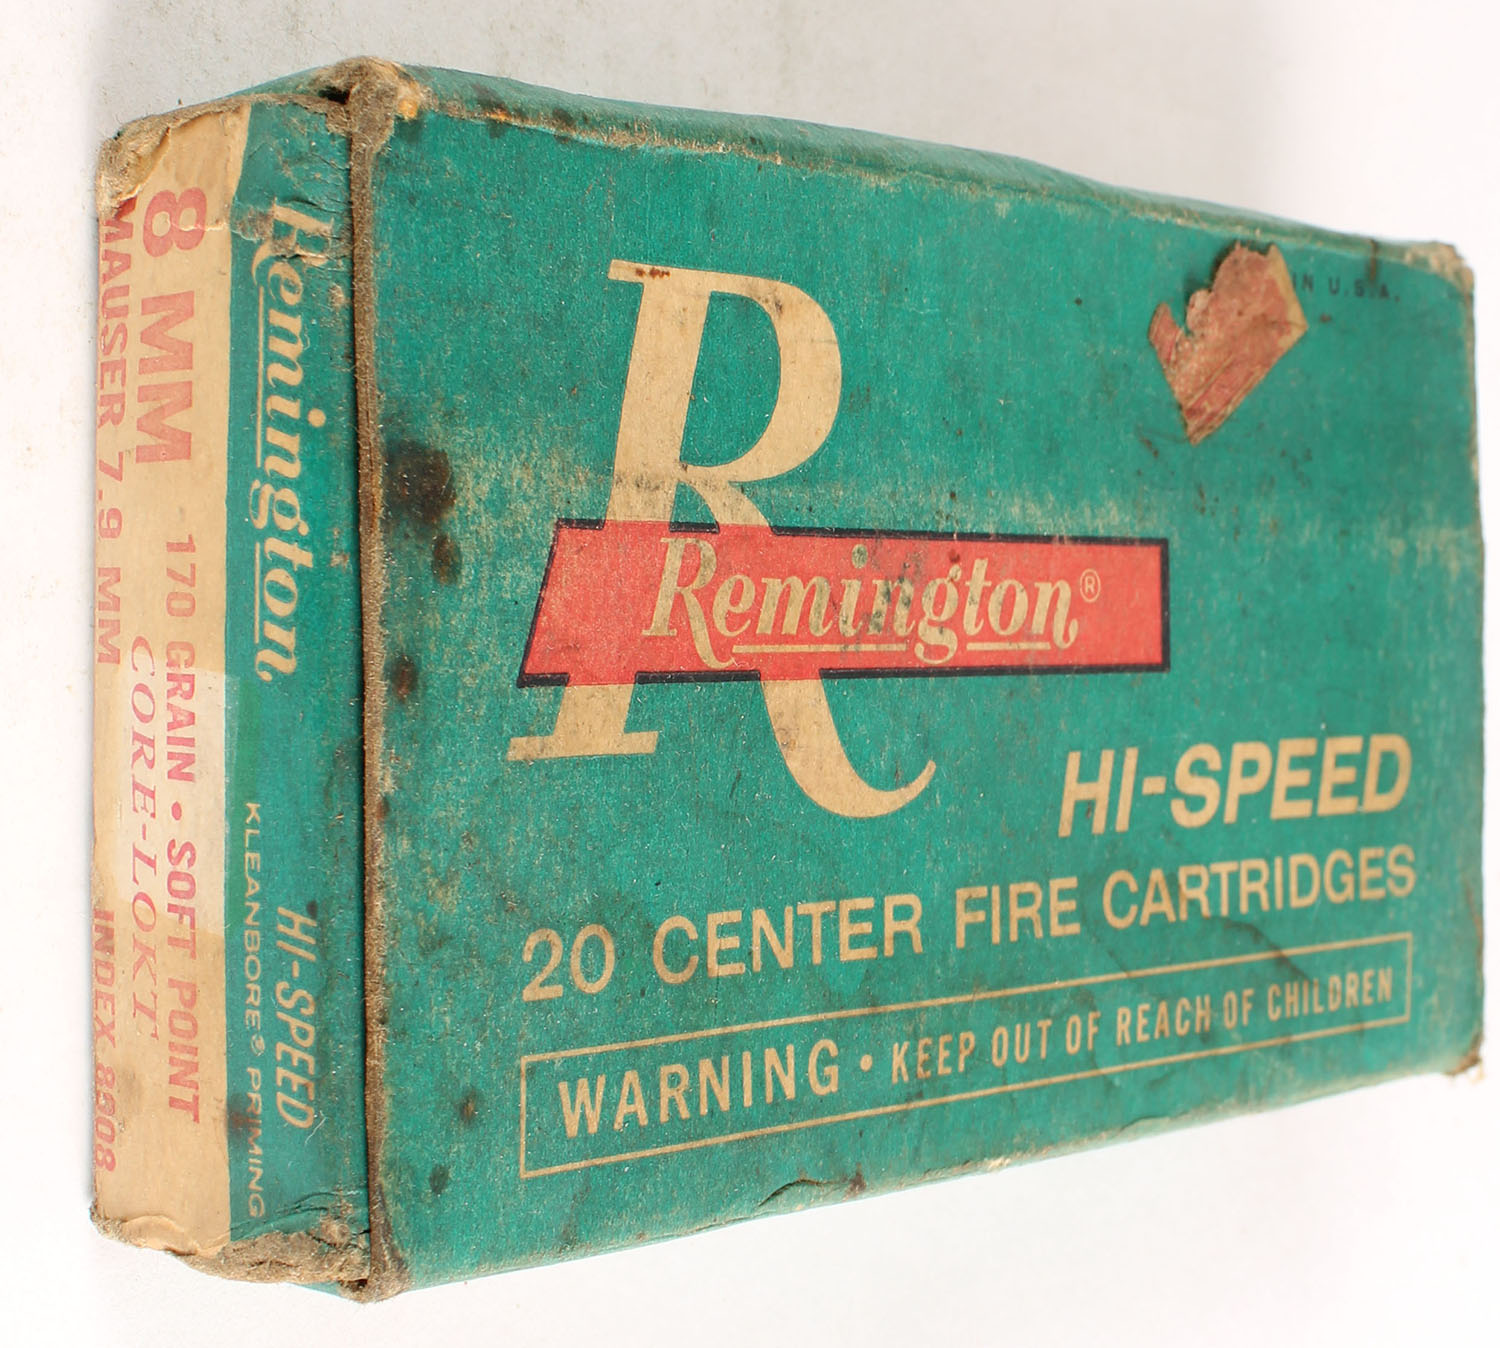 R
Remington®
HI-SPEED
20 CENTER FIRE CARTRIDGES
WARNING • KEEP OUT OF REACH OF CHILDREN
IN U.S.A.
Remington
HI-SPEED
KLEANBORE® PRIMING
8 MM 170 GRAIN • SOFT POINT
CORE-LOKT
MAUSER 7.9 MM INDEX 8008